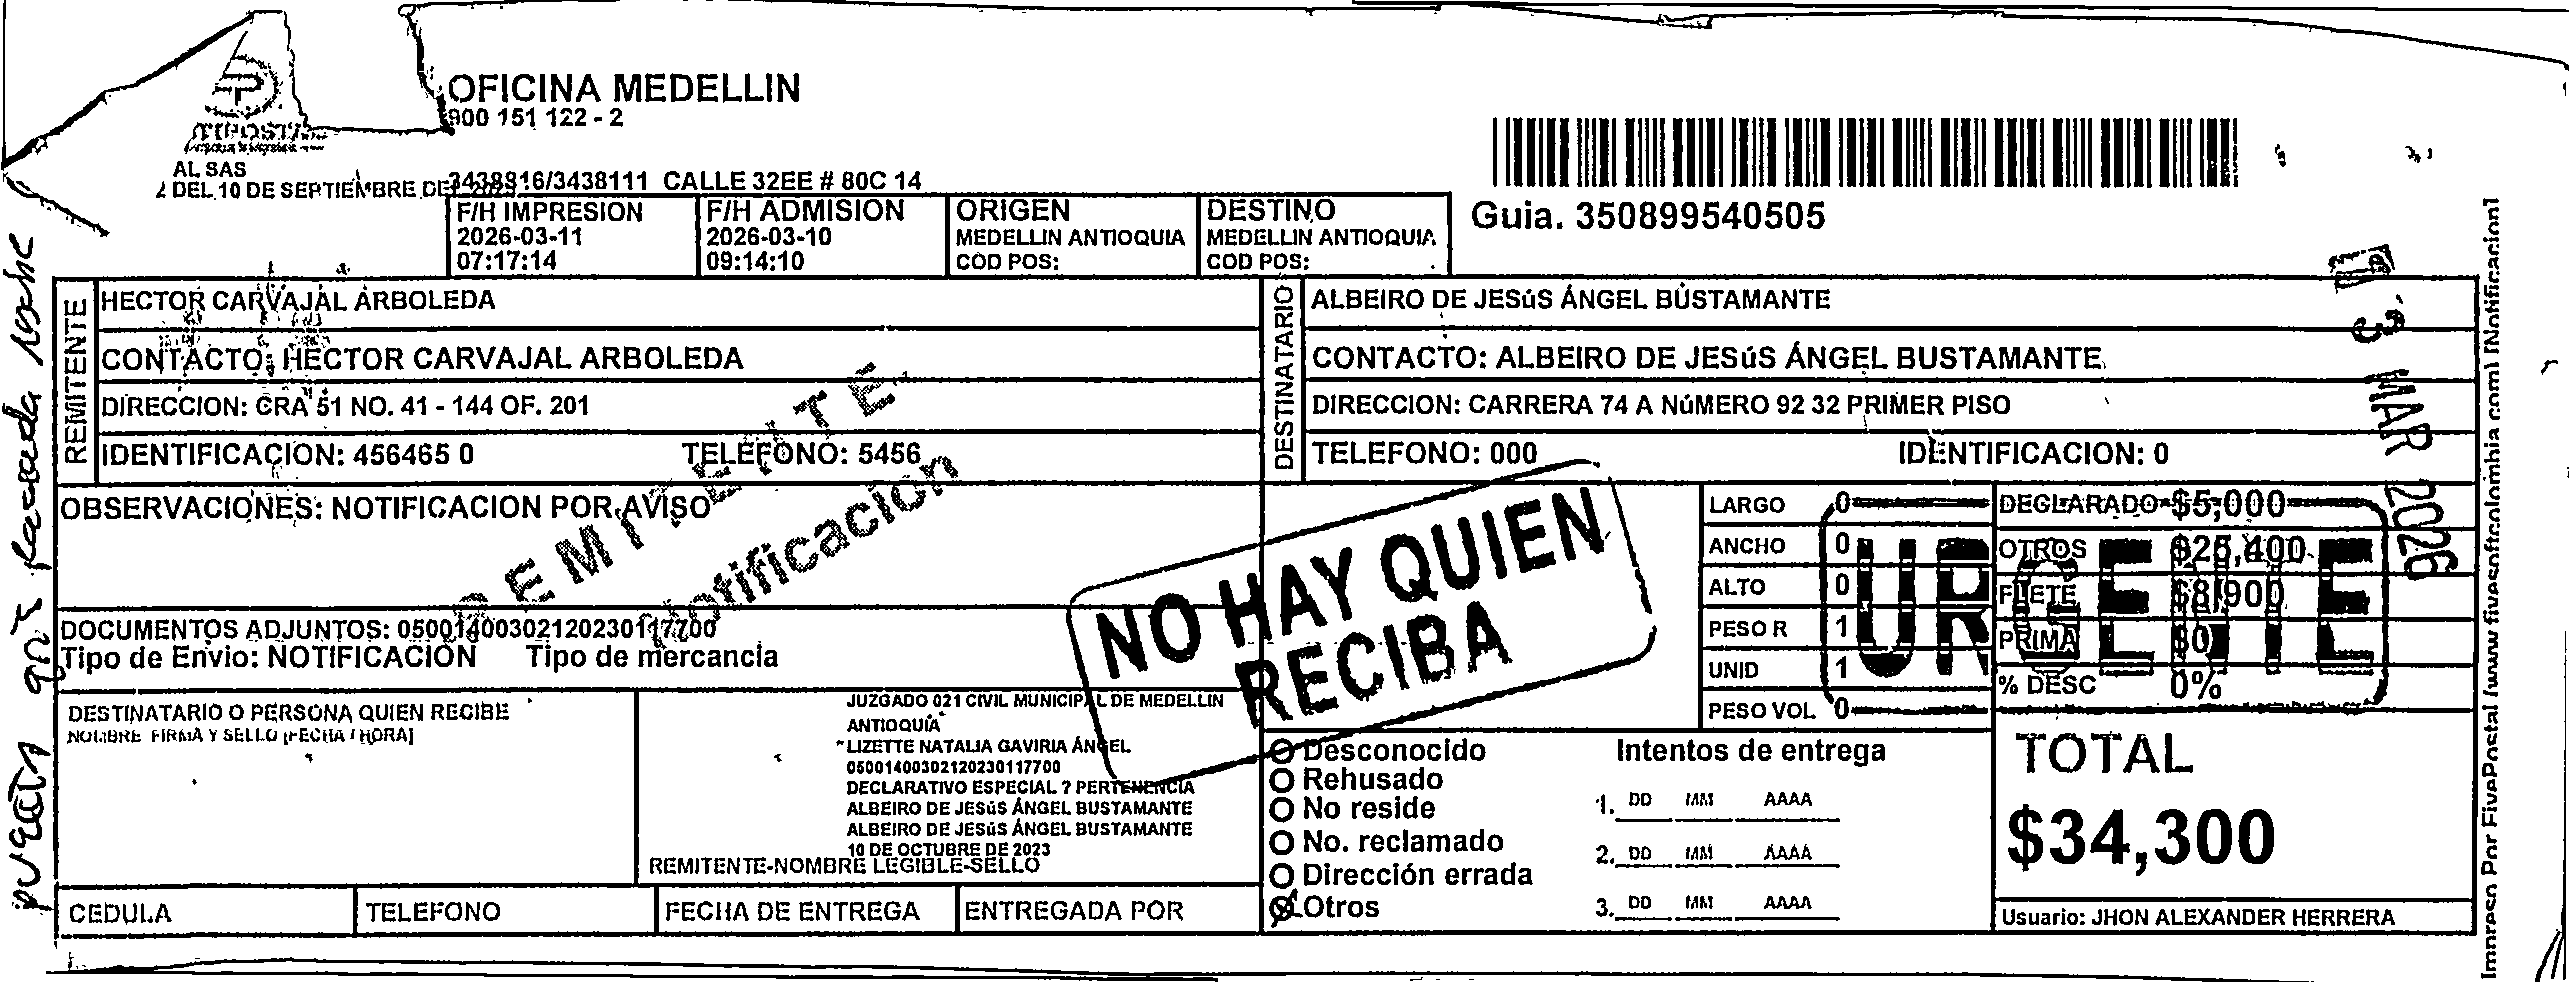 OFICINA MEDELLIN
900 151 122 - 2
AL SAS
DEL 10 DE SEPTIEMBRE DE
3438816/3438111 CALLE 32EE # 80C 14
F/H IMPRESION
2026-03-11
07:17:14
F/H ADMISION
2026-03-10
09:14:10
ORIGEN
MEDELLIN ANTIOQUIA
COD POS:
DESTINO
MEDELLIN ANTIOQUIA
COD POS:
Guia. 350899540505
REMITENTE
HECTOR CARVAJAL ARBOLEDA
CONTACTO: HECTOR CARVAJAL ARBOLEDA
DIRECCION: CRA 51 NO. 41 - 144 OF. 201
IDENTIFICACION: 456465 0 TELEFONO: 5456
DESTINATARIO
ALBEIRO DE JESúS ÁNGEL BUSTAMANTE
CONTACTO: ALBEIRO DE JESúS ÁNGEL BUSTAMANTE
DIRECCION: CARRERA 74 A NúMERO 92 32 PRIMER PISO
TELEFONO: 000 IDENTIFICACION: 0
13 MAR 2026
OBSERVACIONES: NOTIFICACION POR AVISO
REMITENTE
Notificacion
DOCUMENTOS ADJUNTOS: 05001400302120230117700
Tipo de Envio: NOTIFICACION Tipo de mercancia
NO HAY QUIEN
RECIBA
LARGO 0
ANCHO 0
ALTO 0
PESO R 1
UNID 1
PESO VOL 0
DECLARADO $5,000
OTROS $25,400
FLETE $8,900
PRIMA $0
% DESC 0%
URGENTE
DESTINATARIO O PERSONA QUIEN RECIBE
NOMBRE FIRMA Y SELLO [FECHA / HORA]
JUZGADO 021 CIVIL MUNICIPAL DE MEDELLIN
ANTIOQUÍA
LIZETTE NATALIA GAVIRIA ÁNGEL
05001400302120230117700
DECLARATIVO ESPECIAL ? PERTENENCIA
ALBEIRO DE JESúS ÁNGEL BUSTAMANTE
ALBEIRO DE JESúS ÁNGEL BUSTAMANTE
10 DE OCTUBRE DE 2023
REMITENTE-NOMBRE LEGIBLE-SELLO
Desconocido
Rehusado
No reside
No. reclamado
Dirección errada
Otros
Intentos de entrega
1. DD MM AAAA
2. DD MM AAAA
3. DD MM AAAA
TOTAL
$34,300
Usuario: JHON ALEXANDER HERRERA
CEDULA
TELEFONO
FECHA DE ENTREGA
ENTREGADA POR
Impreso Por FivePostal [www.fivesoftcolombia.com] [Notificacion]